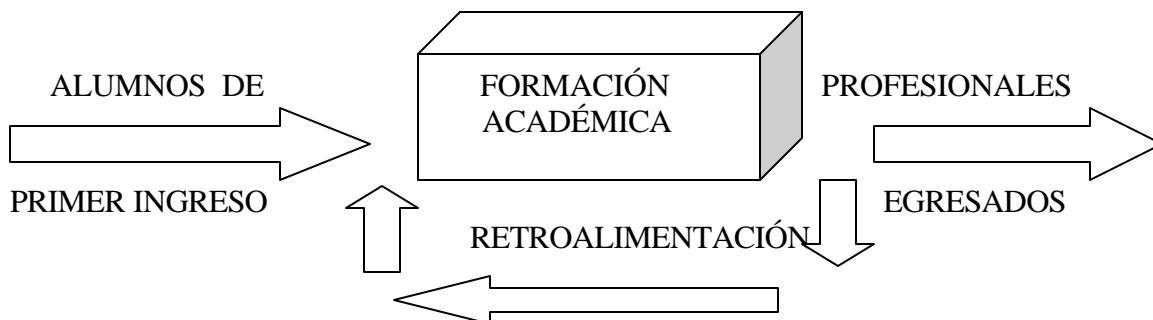 ALUMNOS DE
PRIMER INGRESO
FORMACIÓN
ACADÉMICA
PROFESIONALES
EGRESADOS
RETROALIMENTACIÓN